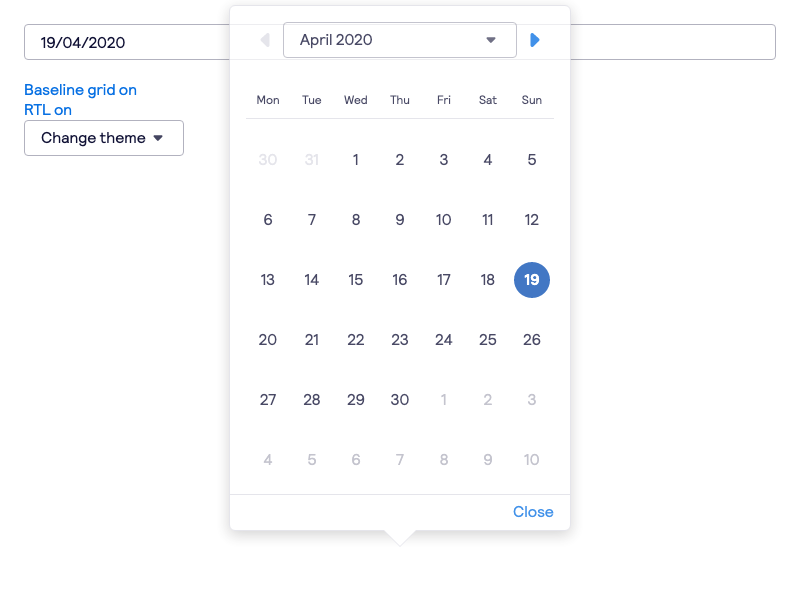 19/04/2020
April 2020
Baseline grid on
RTL on
Change theme
Mon Tue Wed Thu Fri Sat Sun
30 31 1 2 3 4 5
6 7 8 9 10 11 12
13 14 15 16 17 18 19
20 21 22 23 24 25 26
27 28 29 30 1 2 3
4 5 6 7 8 9 10
Close